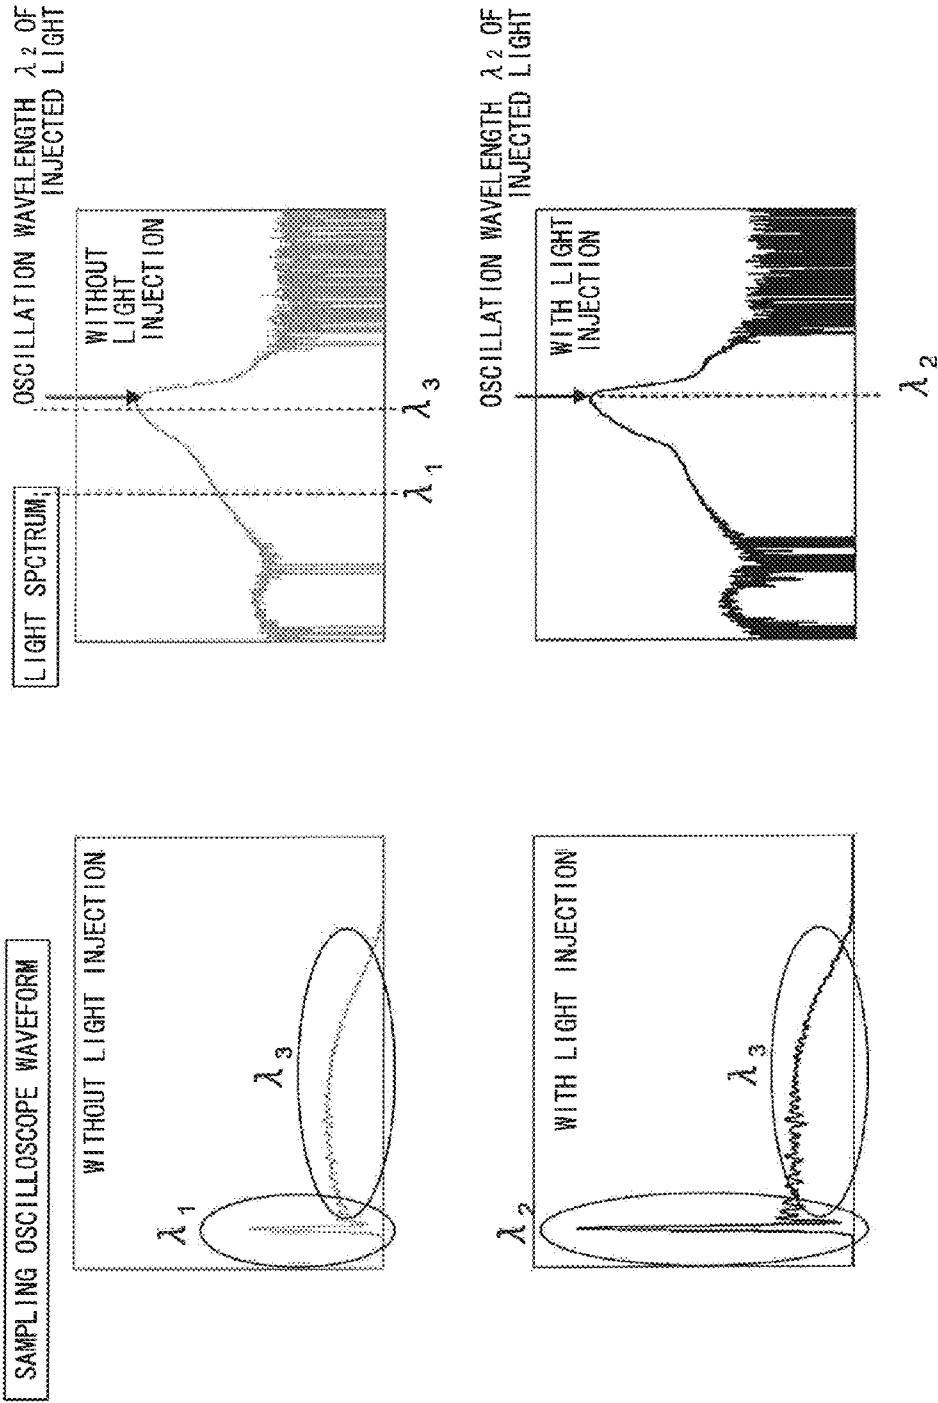 SAMPLING OSCILLOSCOPE WAVEFORM
WITHOUT LIGHT INJECTION
λ1
λ3
WITH LIGHT INJECTION
λ2
λ3
LIGHT SPCTRUM
OSCILLATION WAVELENGTH λ2 OF
INJECTED LIGHT
WITHOUT
LIGHT
INJECTION
λ1
λ3
OSCILLATION WAVELENGTH λ2 OF
INJECTED LIGHT
WITH LIGHT
INJECTION
λ2